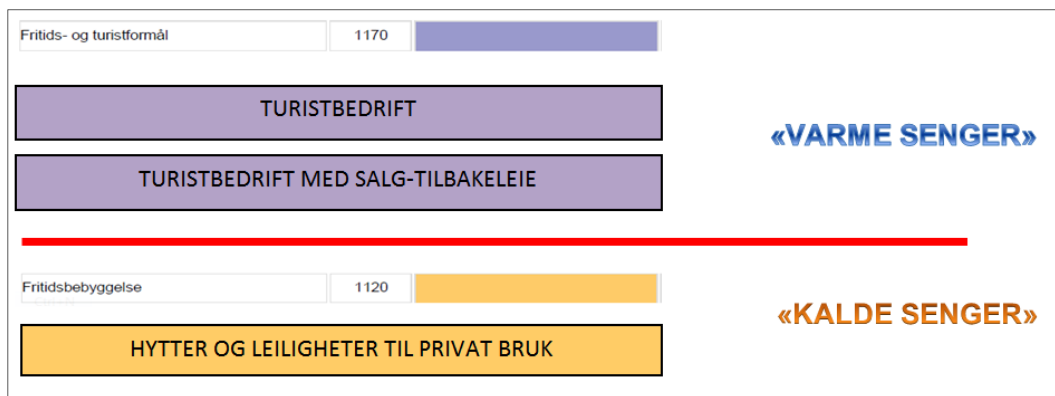 Fritids- og turistformål 1170
TURISTBEDRIFT
«VARME SENGER»
TURISTBEDRIFT MED SALG-TILBAKELEIE
Fritidsbebyggelse 1120
«KALDE SENGER»
HYTTER OG LEILIGHETER TIL PRIVAT BRUK